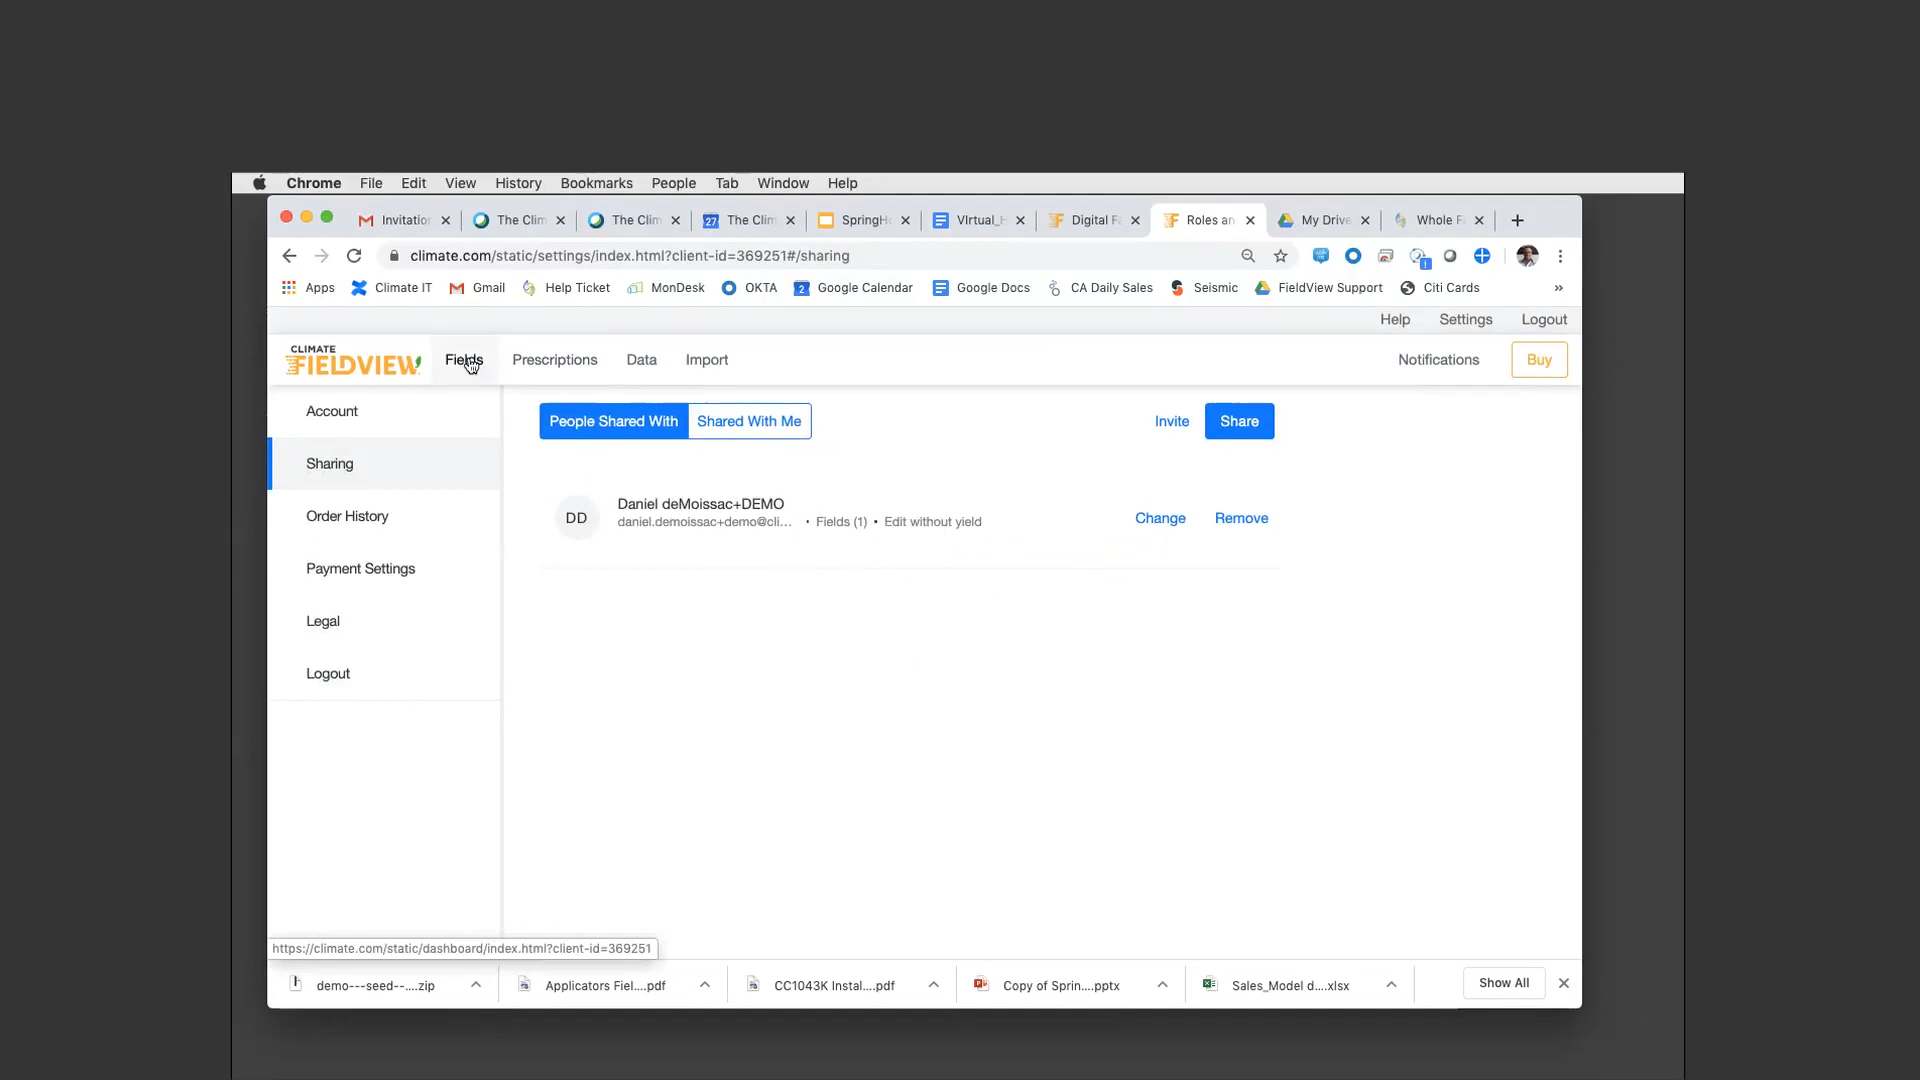 Chrome File Edit View History Bookmarks People Tab Window Help
Invitation The Clim The Clim 27 The Clim SpringH VIrtual_H Digital Fa Roles an My Drive Whole Fa
climate.com/static/settings/index.html?client-id=369251#/sharing
Apps Climate IT Gmail Help Ticket MonDesk OKTA 2 Google Calendar Google Docs CA Daily Sales Seismic FieldView Support Citi Cards »
Help Settings Logout
CLIMATE
FIELDVIEW Fields Prescriptions Data Import Notifications Buy
Account
Sharing
Order History
Payment Settings
Legal
Logout
People Shared With Shared With Me Invite Share
DD Daniel deMoissac+DEMO
daniel.demoissac+demo@cli... • Fields (1) • Edit without yield Change Remove
https://climate.com/static/dashboard/index.html?client-id=369251
demo---seed--....zip Applicators Fiel....pdf CC1043K Instal....pdf Copy of Sprin....pptx Sales_Model d....xlsx Show All